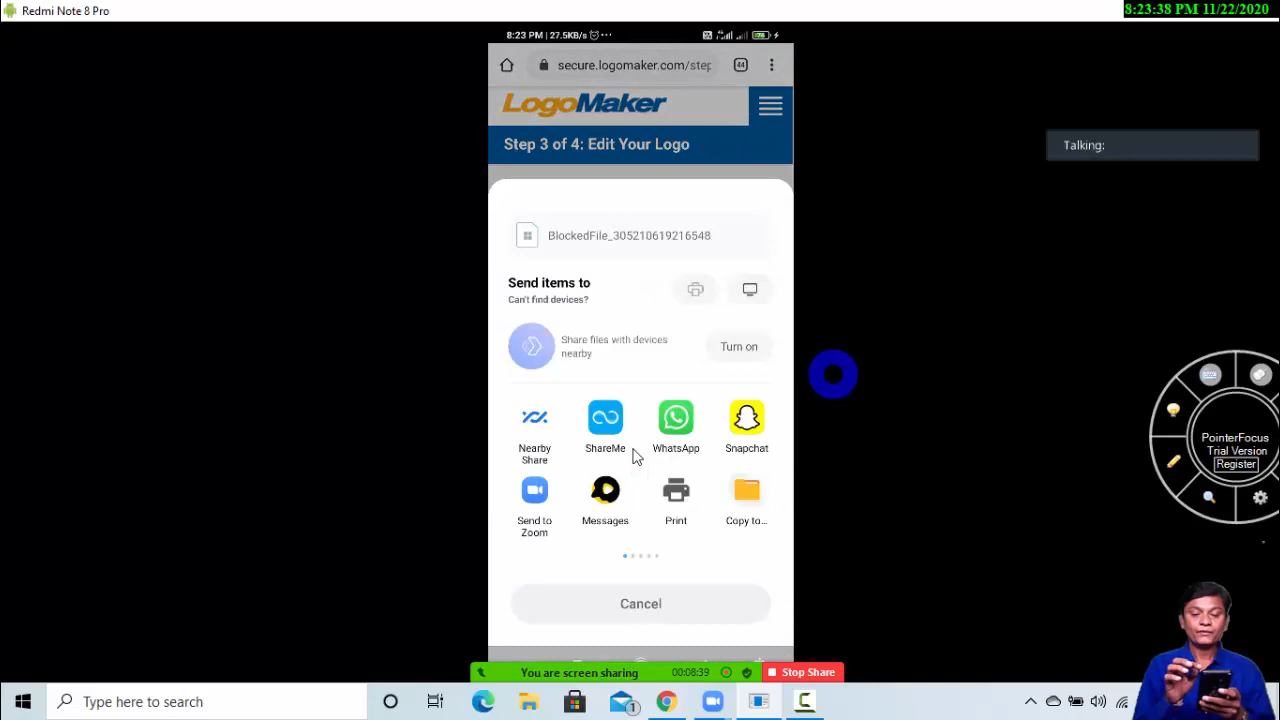 Redmi Note 8 Pro
8:23:38 PM 11/22/2020
8:23 PM | 27.5KB/s
secure.logomaker.com/step
44
LogoMaker
Step 3 of 4: Edit Your Logo
Talking:
BlockedFile_305210619216548
Send items to
Can't find devices?
Share files with devices
nearby
Turn on
Nearby
Share
ShareMe
WhatsApp
Snapchat
Send to
Zoom
Messages
Print
Copy to...
Cancel
PointerFocus
Trial Version
Register
You are screen sharing
00:08:39
Stop Share
Type here to search
1